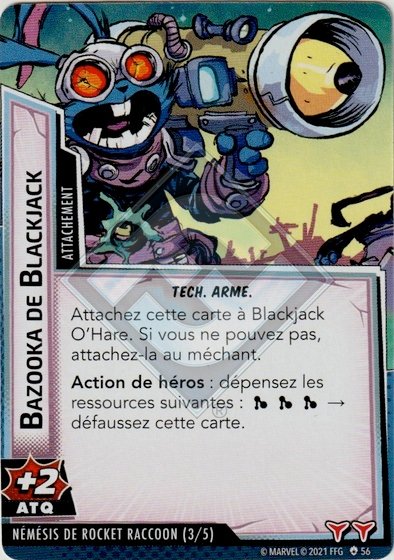 BAZOOKA DE BLACKJACK
ATTACHEMENT
TECH. ARME.
Attachez cette carte à Blackjack
O'Hare. Si vous ne pouvez pas,
attachez-la au méchant.
Action de héros : dépensez les
ressources suivantes : →
défaussez cette carte.
+2
ATQ
NÉMÉSIS DE ROCKET RACCOON (3/5)
© MARVEL © 2021 FFG 56